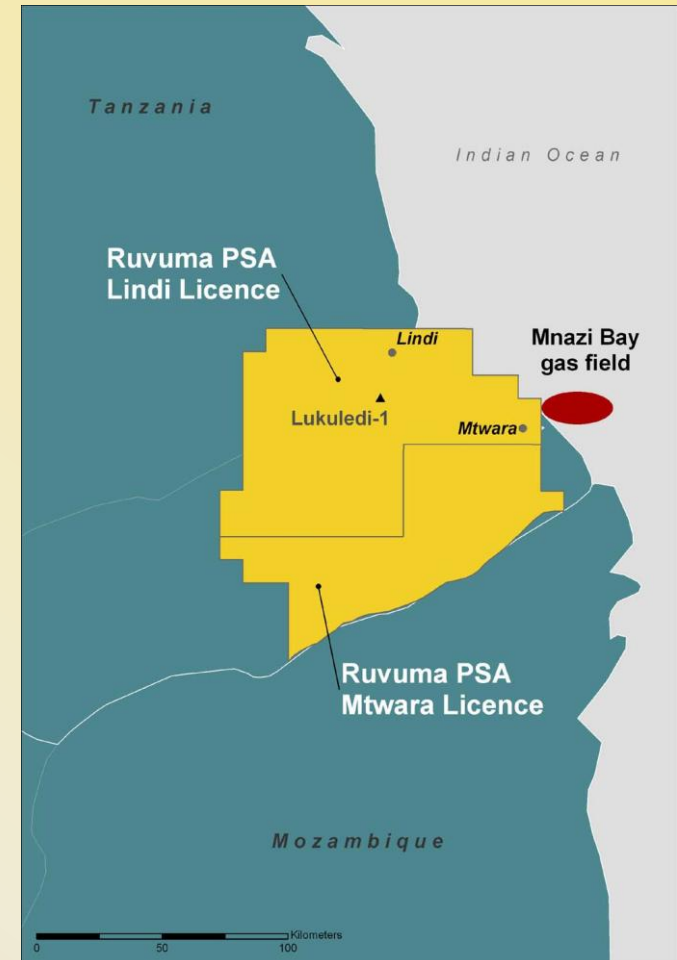 Tanzania
Indian Ocean
Ruvuma PSA
Lindi Licence
Lindi
Mnazi Bay
gas field
Lukuledi-1
Mtwara
Ruvuma PSA
Mtwara Licence
Mozambique
Kilometers
0 50 100